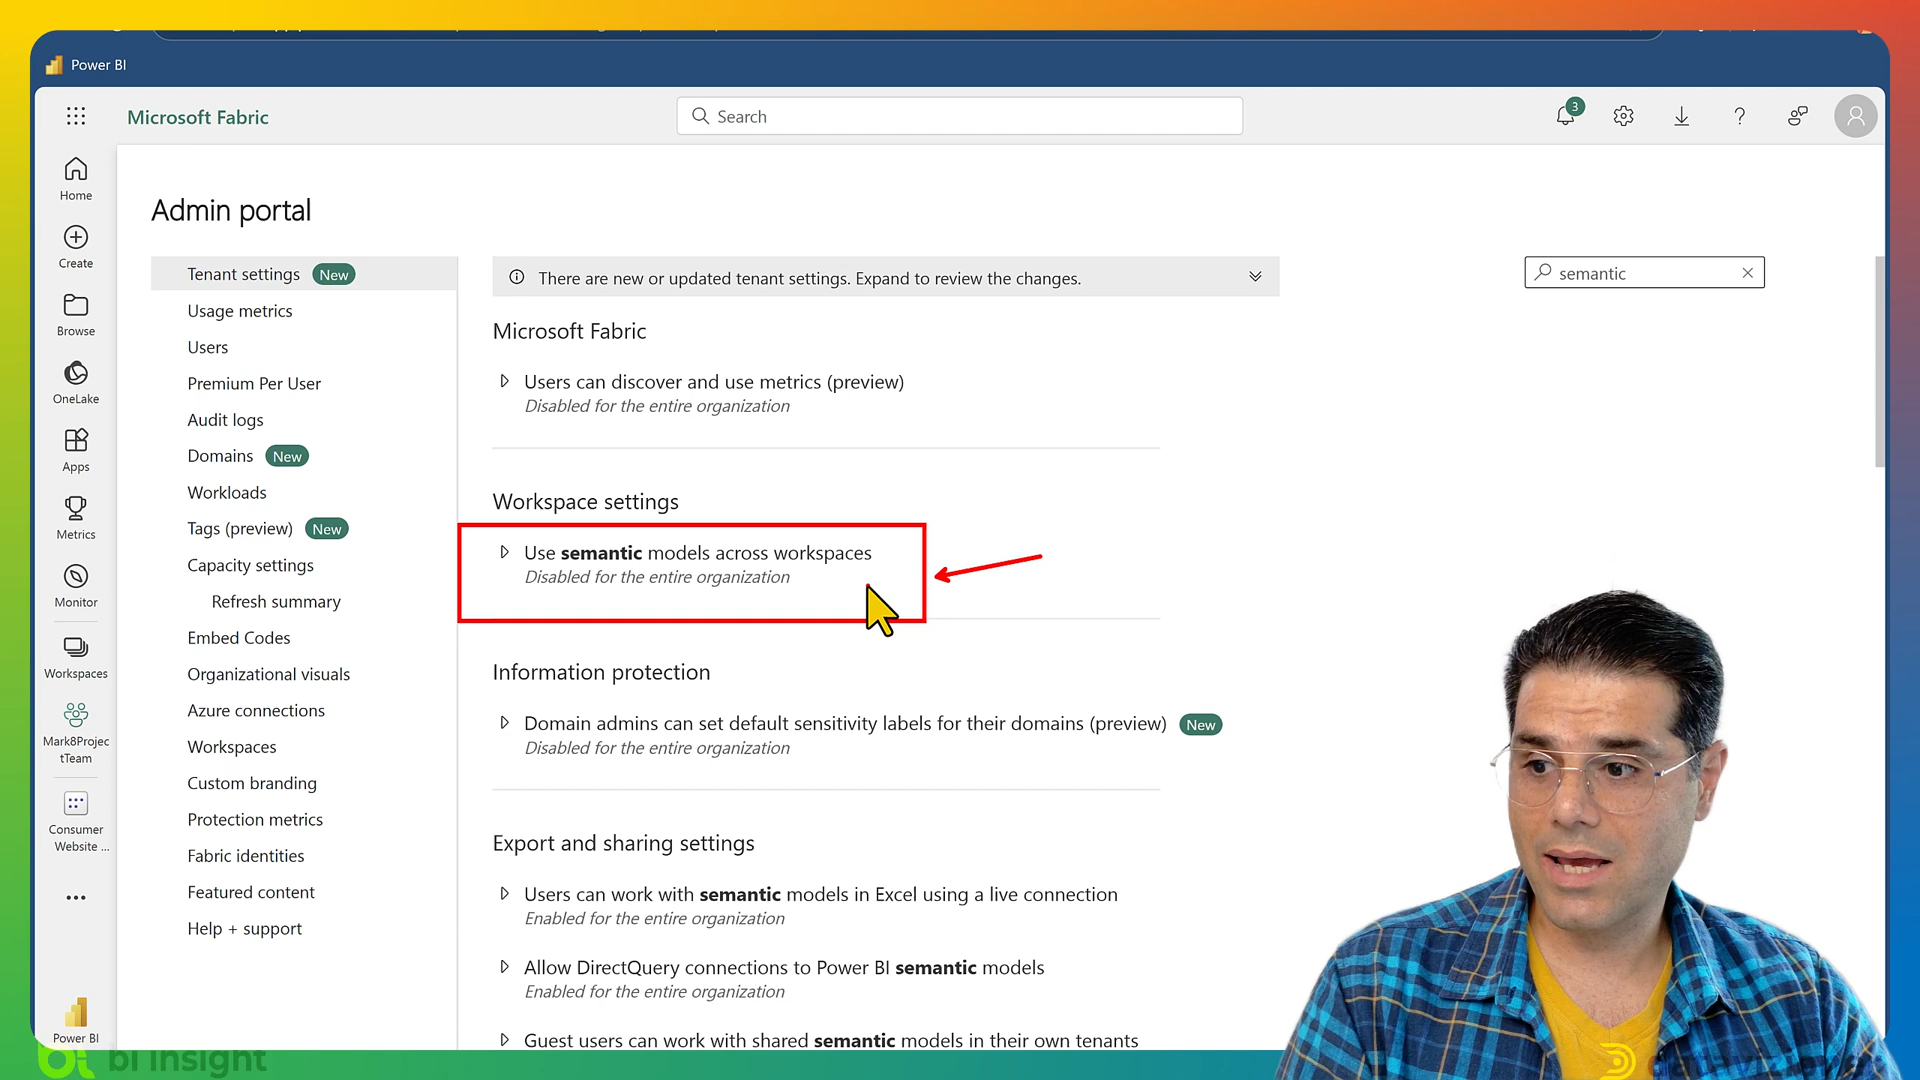 Power BI
Microsoft Fabric
Search
3
Home
Create
Browse
OneLake
Apps
Metrics
Monitor
Workspaces
Mark8Projec
tTeam
Consumer
Website ...
Power BI
Admin portal
Tenant settings New
Usage metrics
Users
Premium Per User
Audit logs
Domains New
Workloads
Tags (preview) New
Capacity settings
Refresh summary
Embed Codes
Organizational visuals
Azure connections
Workspaces
Custom branding
Protection metrics
Fabric identities
Featured content
Help + support
There are new or updated tenant settings. Expand to review the changes.
semantic
Microsoft Fabric
Users can discover and use metrics (preview)
Disabled for the entire organization
Workspace settings
Use semantic models across workspaces
Disabled for the entire organization
Information protection
Domain admins can set default sensitivity labels for their domains (preview) New
Disabled for the entire organization
Export and sharing settings
Users can work with semantic models in Excel using a live connection
Enabled for the entire organization
Allow DirectQuery connections to Power BI semantic models
Enabled for the entire organization
Guest users can work with shared semantic models in their own tenants
bi insight